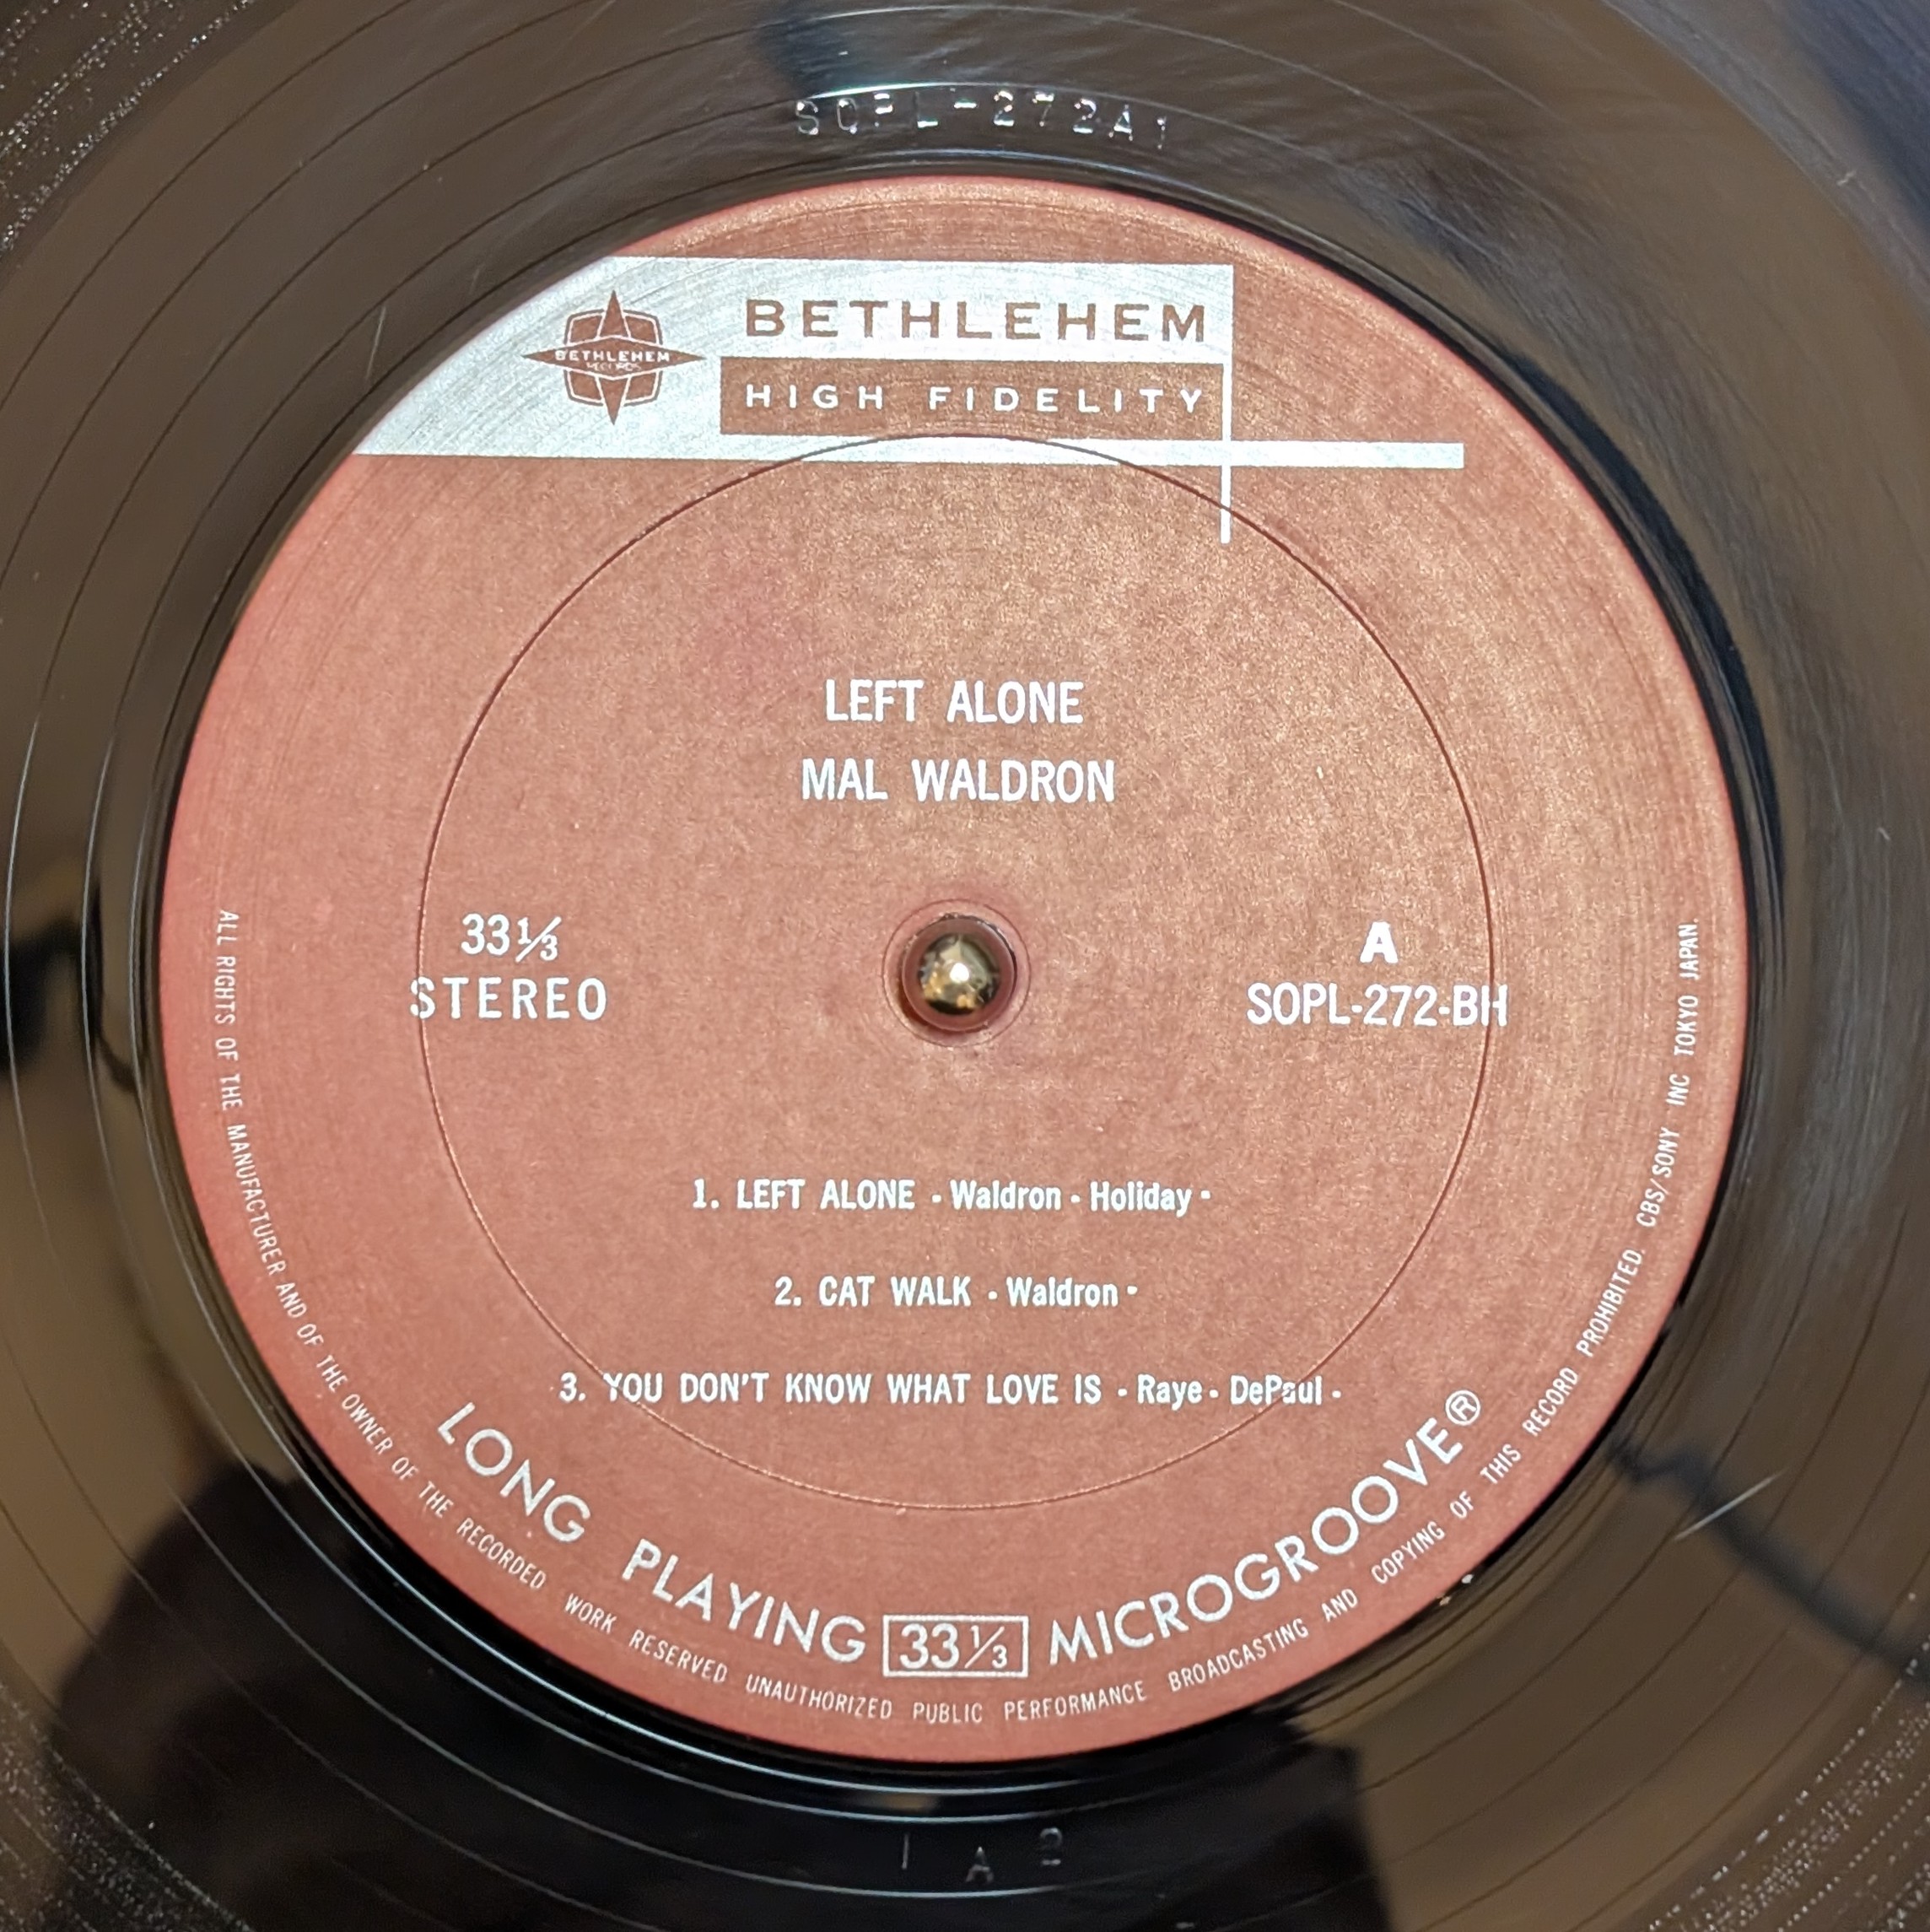 SOPL-272A1
BETHLEHEM
BETHLEHEM
RECORDS
HIGH FIDELITY
LEFT ALONE
MAL WALDRON
33⅓
STEREO
A
SOPL-272-BH
1. LEFT ALONE - Waldron - Holiday -
2. CAT WALK - Waldron -
3. YOU DON'T KNOW WHAT LOVE IS - Raye - DePaul -
LONG PLAYING 33⅓ MICROGROOVE®
ALL RIGHTS OF THE MANUFACTURER AND OF THE OWNER OF THE RECORDED WORK RESERVED UNAUTHORIZED PUBLIC PERFORMANCE BROADCASTING AND COPYING OF THIS RECORD PROHIBITED. CBS/SONY INC TOKYO JAPAN.
1 A 2